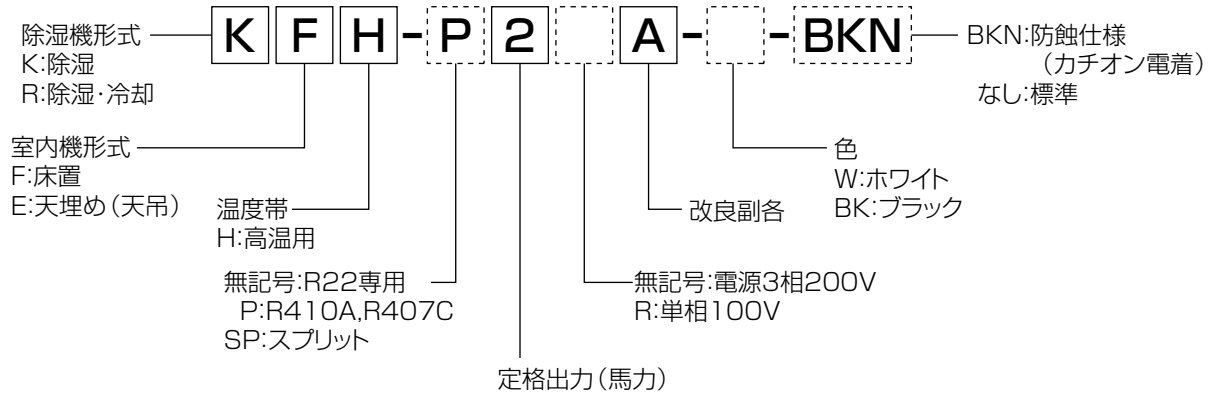 KFH-P2 A- -BKN
除湿機形式
K:除湿
R:除湿・冷却
BKN:防蝕仕様
(カチオン電着)
なし:標準
室内機形式
F:床置
E:天埋め(天吊)
温度帯
H:高温用
改良副各
色
W:ホワイト
BK:ブラック
無記号:R22専用
P:R410A,R407C
SP:スプリット
無記号:電源3相200V
R:単相100V
定格出力(馬力)